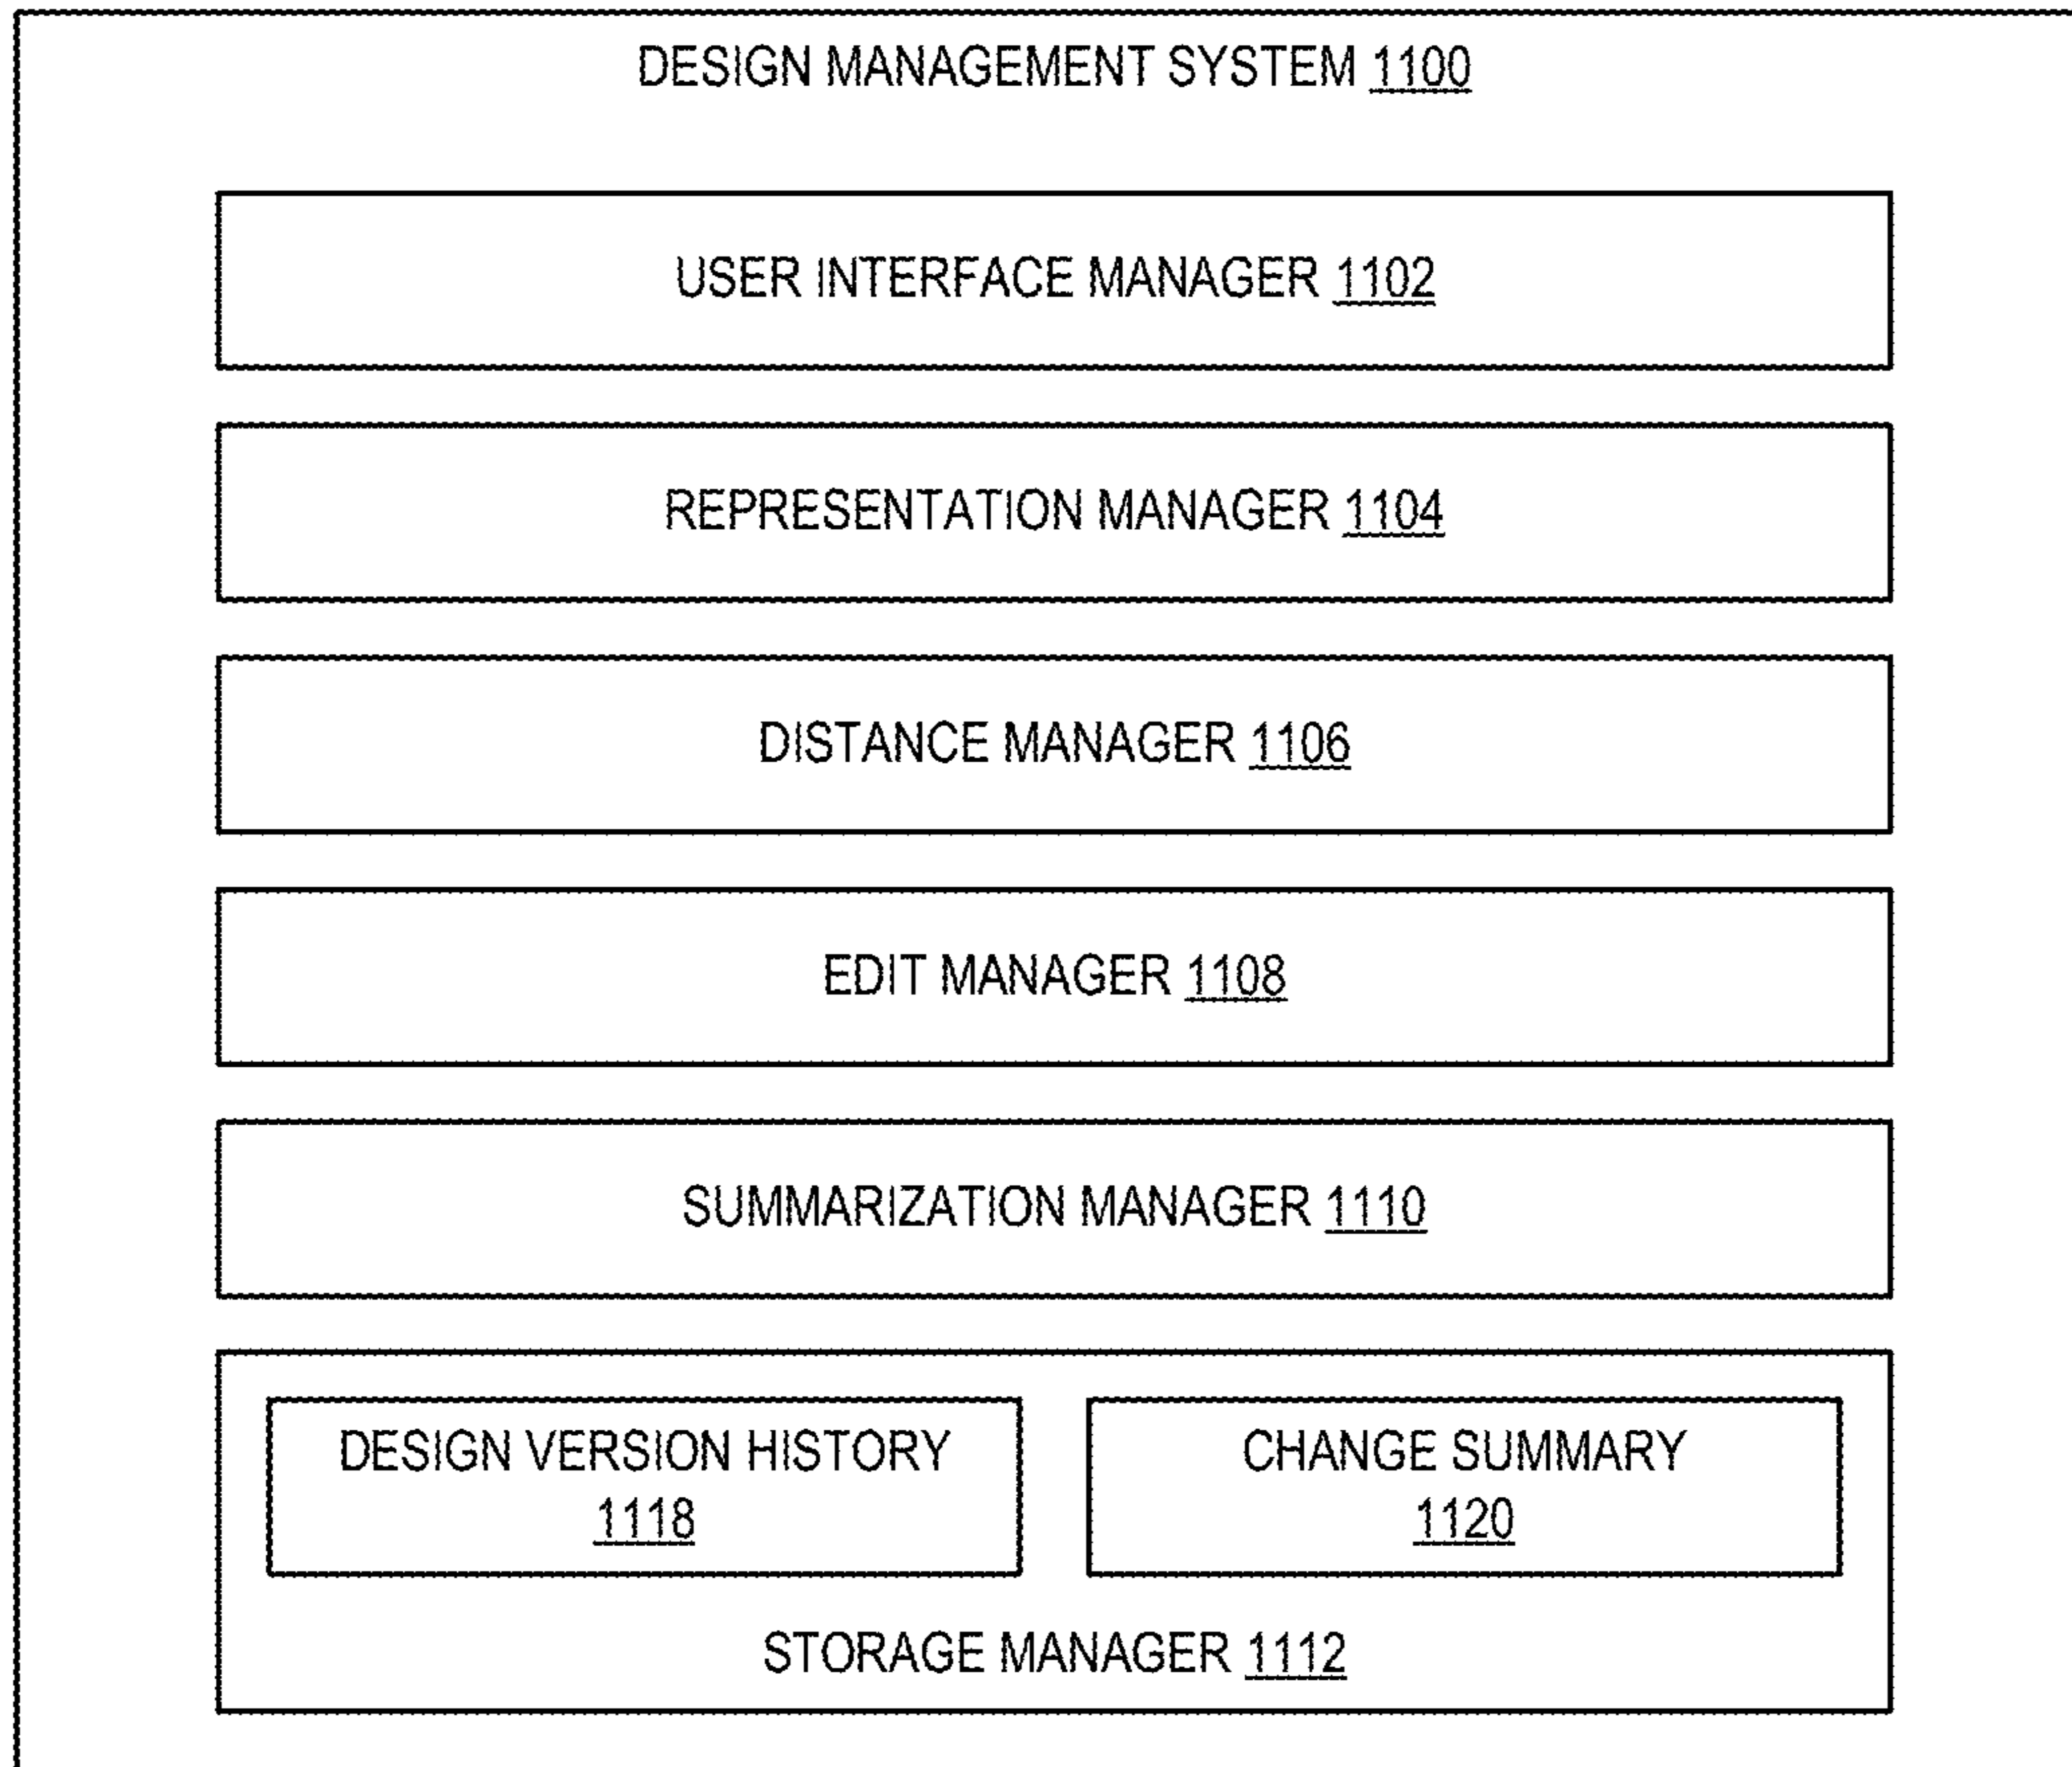 DESIGN MANAGEMENT SYSTEM 1100
USER INTERFACE MANAGER 1102
REPRESENTATION MANAGER 1104
DISTANCE MANAGER 1106
EDIT MANAGER 1108
SUMMARIZATION MANAGER 1110
DESIGN VERSION HISTORY
1118
CHANGE SUMMARY
1120
STORAGE MANAGER 1112